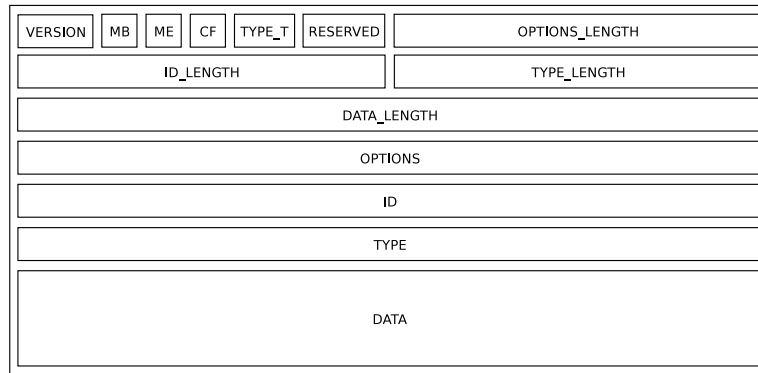 VERSION MB ME CF TYPE_T RESERVED OPTIONS_LENGTH
ID_LENGTH TYPE_LENGTH
DATA_LENGTH
OPTIONS
ID
TYPE
DATA